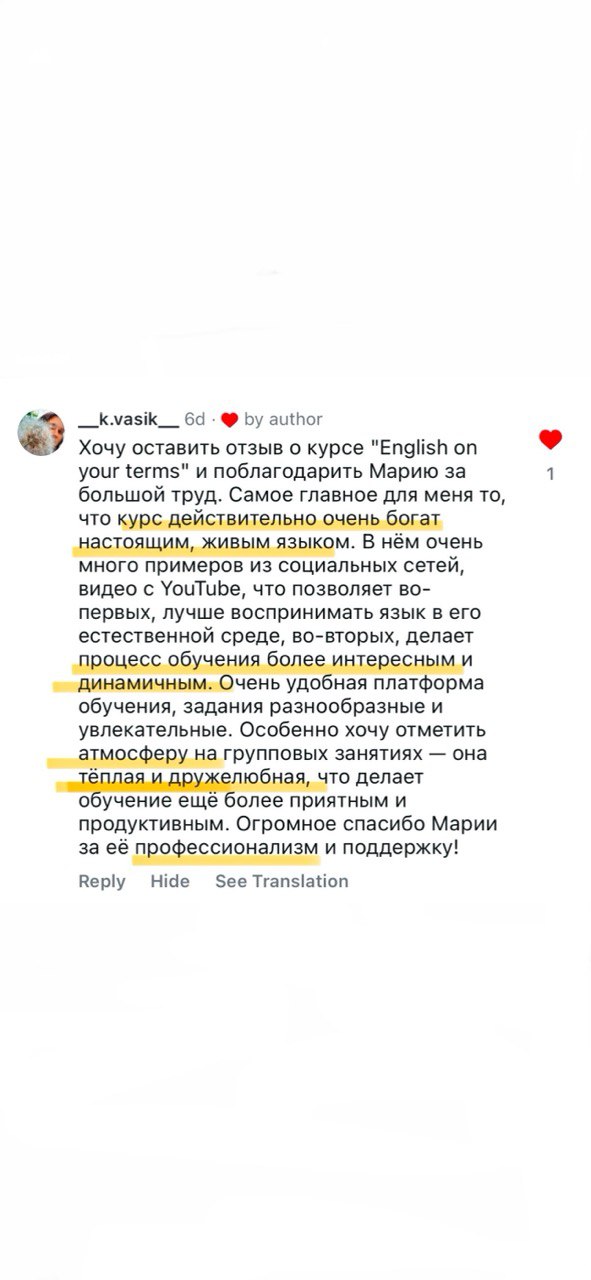 __k.vasik__ 6d · ❤️ by author
Хочу оставить отзыв о курсе "English on
your terms" и поблагодарить Марию за
большой труд. Самое главное для меня то,
что курс действительно очень богат
настоящим, живым языком. В нём очень
много примеров из социальных сетей,
видео с YouTube, что позволяет во-
первых, лучше воспринимать язык в его
естественной среде, во-вторых, делает
процесс обучения более интересным и
динамичным. Очень удобная платформа
обучения, задания разнообразные и
увлекательные. Особенно хочу отметить
атмосферу на групповых занятиях — она
тёплая и дружелюбная, что делает
обучение ещё более приятным и
продуктивным. Огромное спасибо Марии
за её профессионализм и поддержку!
1
Reply Hide See Translation